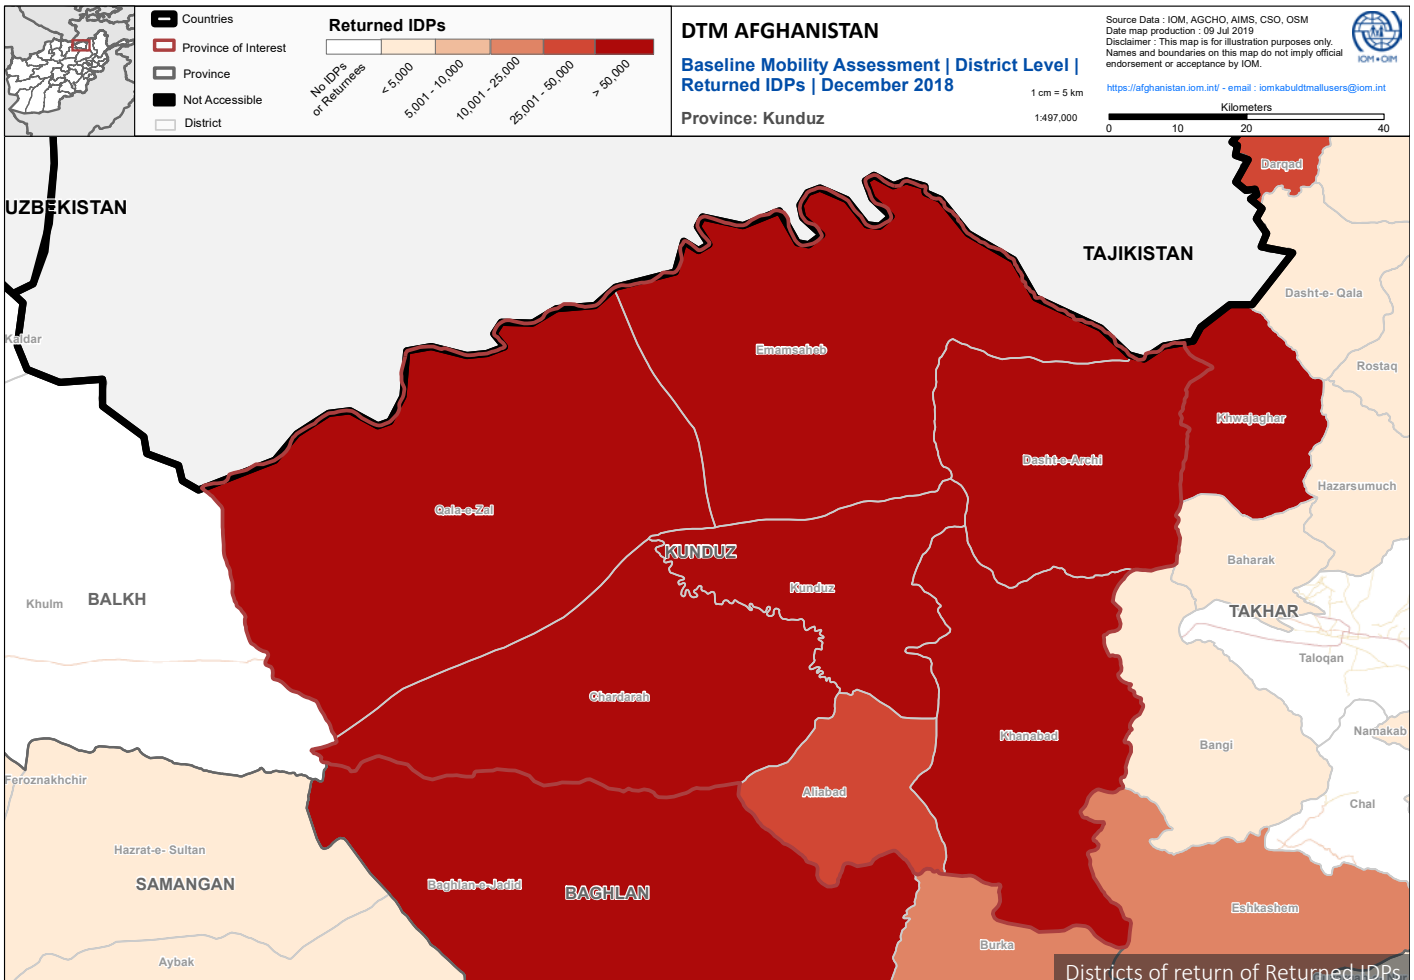 Countries
Province of Interest
Province
Not Accessible
District
Returned IDPs
No IDPs
or Returnees
< 5,000
5,001 - 10,000
10,001 - 25,000
25,001 - 50,000
> 50,000
DTM AFGHANISTAN
Baseline Mobility Assessment | District Level |
Returned IDPs | December 2018
1 cm = 5 km
Province: Kunduz
1:497,000
Source Data : IOM, AGCHO, AIMS, CSO, OSM
Date map production : 09 Jul 2019
Disclaimer : This map is for illustration purposes only.
Names and boundaries on this map do not imply official
endorsement or acceptance by IOM.
IOM•OIM
https://afghanistan.iom.int/ - email : iomkabuldtmallusers@iom.int
Kilometers
0 10 20 40
Darqad
UZBEKISTAN
TAJIKISTAN
Dasht-e- Qala
Kaldar
Emamsaheb
Rostaq
Khwajaghar
Dasht-e-Archi
Hazarsumuch
Qala-e-Zal
KUNDUZ
Baharak
Kunduz
Khulm
BALKH
TAKHAR
Taloqan
Chardarah
Khanabad
Namakab
Bangi
Feroznakhchir
Aliabad
Chal
Hazrat-e- Sultan
SAMANGAN
Baghlan-e-Jadid
BAGHLAN
Eshkashem
Burka
Aybak
Districts of return of Returned IDPs